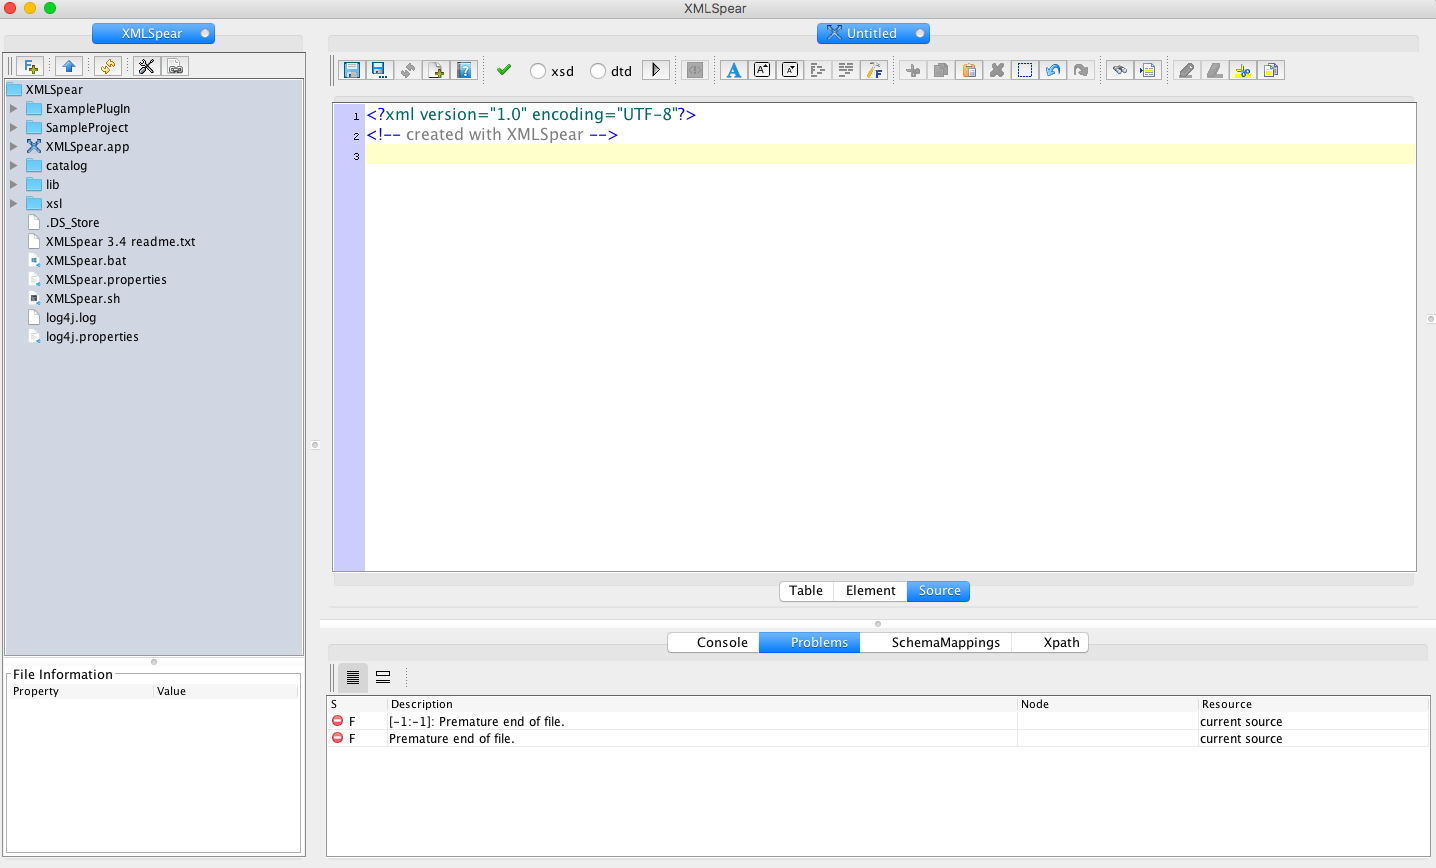 XMLSpear
XMLSpear
Untitled
xsd
dtd
XMLSpear
ExamplePlugIn
SampleProject
XMLSpear.app
catalog
lib
xsl
.DS_Store
XMLSpear 3.4 readme.txt
XMLSpear.bat
XMLSpear.properties
XMLSpear.sh
log4j.log
log4j.properties
File Information
Property Value
1 <?xml version="1.0" encoding="UTF-8"?>
2 <!-- created with XMLSpear -->
3
Table Element Source
Console Problems SchemaMappings Xpath
S Description Node Resource
F [-1:-1]: Premature end of file. current source
F Premature end of file. current source